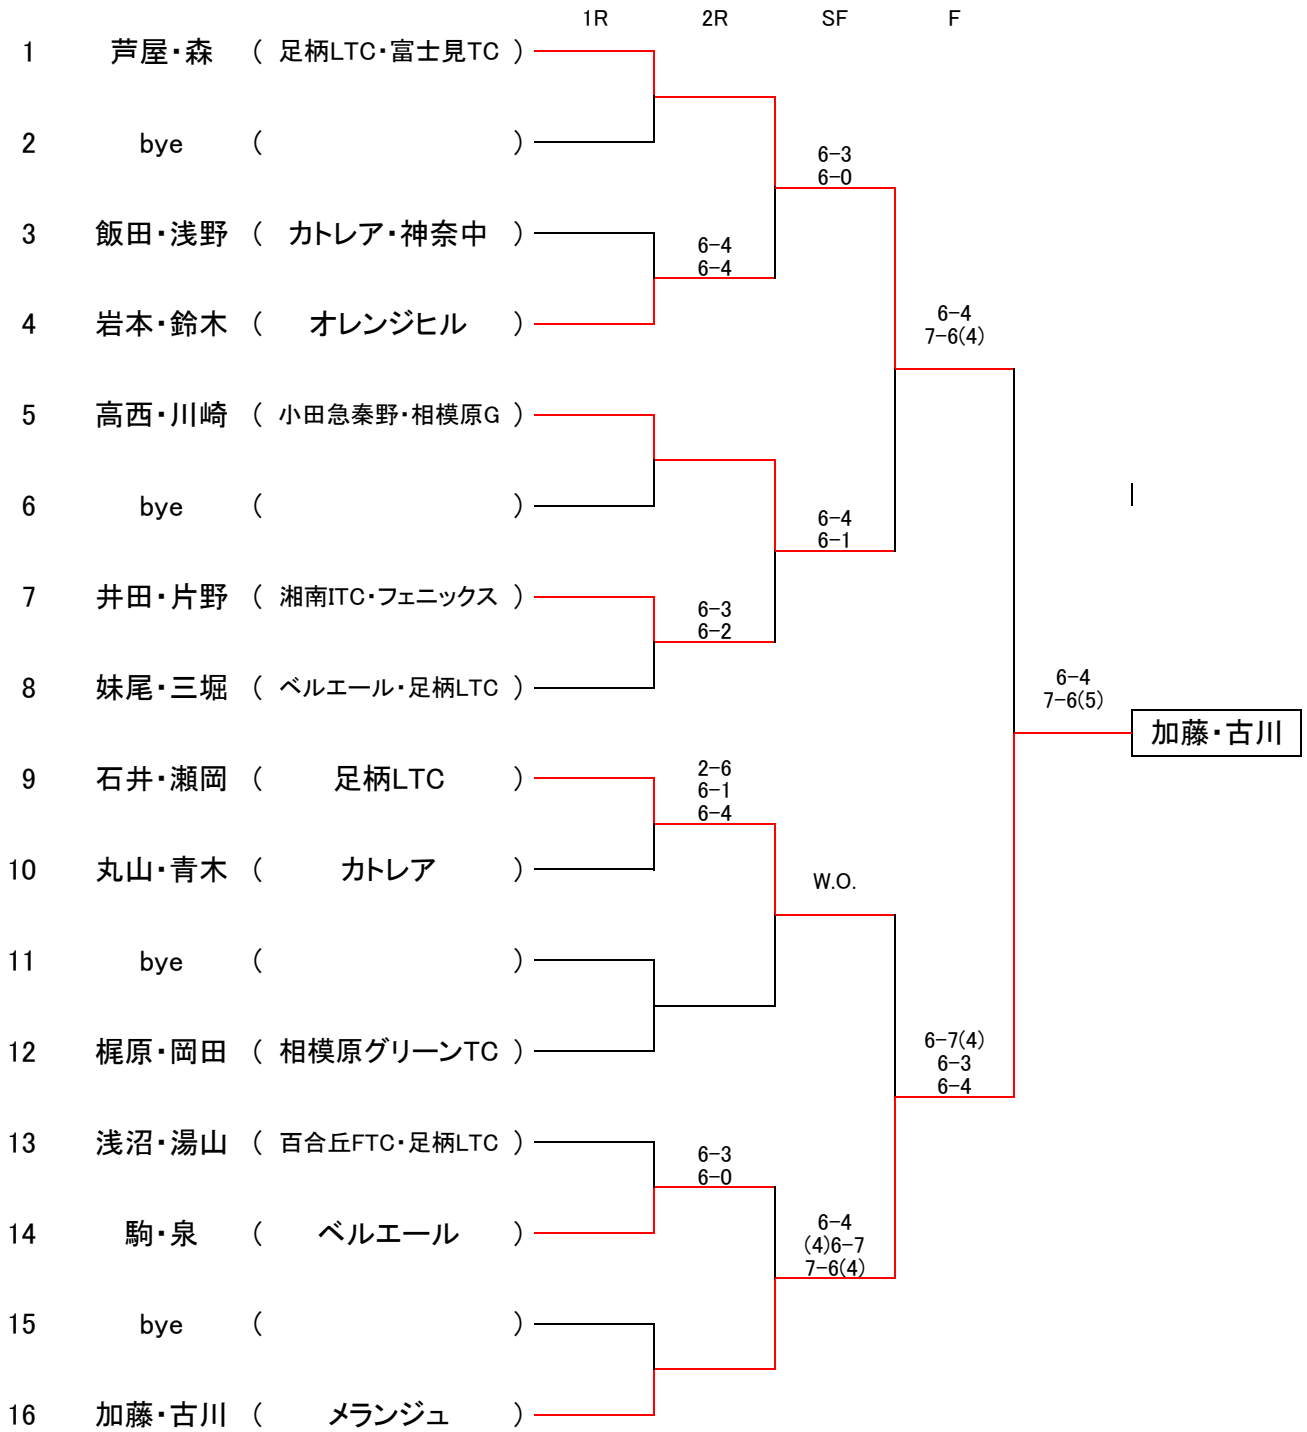 1R 2R SF F
1 芦屋・森 ( 足柄LTC・富士見TC )
2 bye ( )
6-3
6-0
3 飯田・浅野 ( カトレア・神奈中 )
6-4
6-4
4 岩本・鈴木 ( オレンジヒル )
6-4
7-6(4)
5 高西・川崎 ( 小田急秦野・相模原G )
6 bye ( )
6-4
6-1
7 井田・片野 ( 湘南ITC・フェニックス )
6-3
6-2
8 妹尾・三堀 ( ベルエール・足柄LTC )
6-4
7-6(5)
加藤・古川
9 石井・瀬岡 ( 足柄LTC )
2-6
6-1
6-4
10 丸山・青木 ( カトレア )
W.O.
11 bye ( )
12 梶原・岡田 ( 相模原グリーンTC )
6-7(4)
6-3
6-4
13 浅沼・湯山 ( 百合丘FTC・足柄LTC )
6-3
6-0
14 駒・泉 ( ベルエール )
6-4
(4)6-7
7-6(4)
15 bye ( )
16 加藤・古川 ( メランジュ )